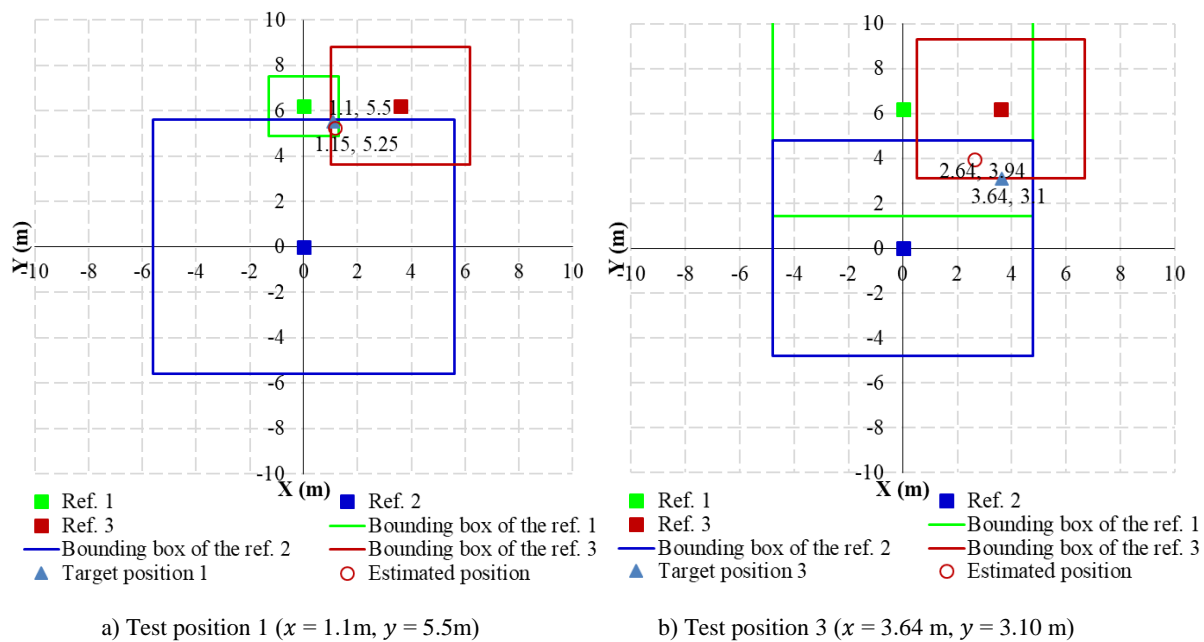 10
8
6
4
2
0
-2
-4
-6
-8
-10
-10 -8 -6 -4 -2 0 2 4 6 8 10
Y (m)
X (m)
1.1, 5.5
1.15, 5.25
Ref. 1
Ref. 2
Ref. 3
Bounding box of the ref. 1
Bounding box of the ref. 2
Bounding box of the ref. 3
Target position 1
Estimated position
a) Test position 1 (x = 1.1m, y = 5.5m)
10
8
6
4
2
0
-2
-4
-6
-8
-10
-10 -8 -6 -4 -2 0 2 4 6 8 10
Y (m)
X (m)
2.64, 3.94
3.64, 3.1
Ref. 1
Ref. 2
Ref. 3
Bounding box of the ref. 1
Bounding box of the ref. 2
Bounding box of the ref. 3
Target position 3
Estimated position
b) Test position 3 (x = 3.64 m, y = 3.10 m)